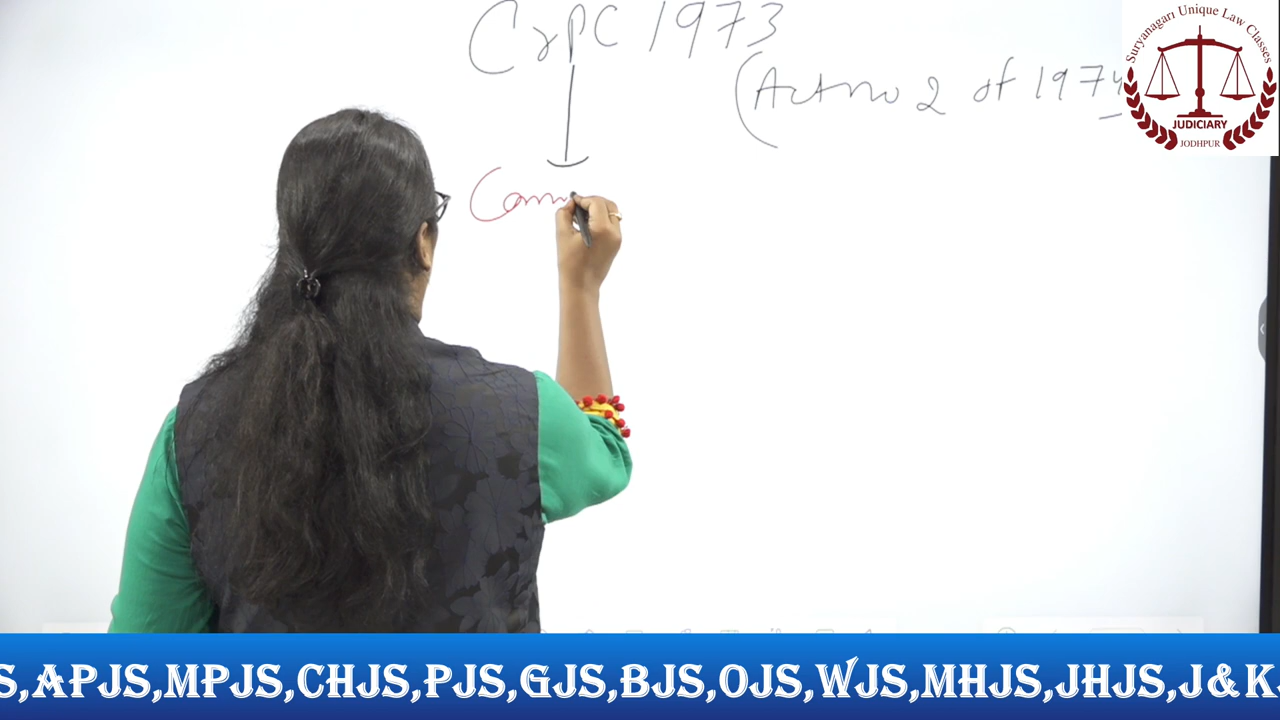 CrPC 1973
(Act no 2 of 1974
Com
Suryanagari Unique Law Classes
JUDICIARY
JODHPUR
S,APJS,MPJS,CHJS,PJS,GJS,BJS,OJS,WJS,MHJS,JHJS,J&K